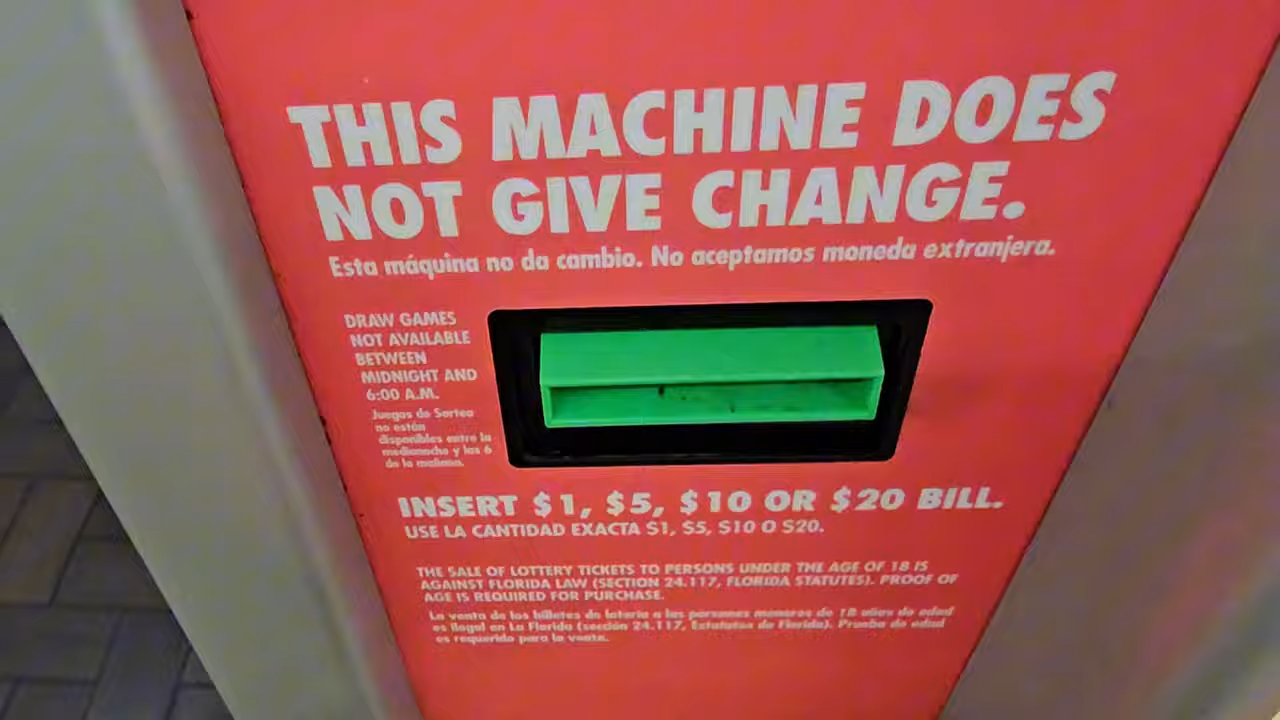 THIS MACHINE DOES
NOT GIVE CHANGE.
Esta máquina no da cambio. No aceptamos moneda extranjera.
DRAW GAMES
NOT AVAILABLE
BETWEEN
MIDNIGHT AND
6:00 A.M.
Juegos de Sorteo
no están
disponibles entre la
medianoche y las 6
de la mañana.
INSERT $1, $5, $10 OR $20 BILL.
USE LA CANTIDAD EXACTA $1, $5, $10 O $20.
THE SALE OF LOTTERY TICKETS TO PERSONS UNDER THE AGE OF 18 IS
AGAINST FLORIDA LAW (SECTION 24.117, FLORIDA STATUTES). PROOF OF
AGE IS REQUIRED FOR PURCHASE.
La venta de los billetes de lotería a las personas menores de 18 años de edad
es ilegal en La Florida (sección 24.117, Estatutos de Florida). Prueba de edad
es requerida para la venta.